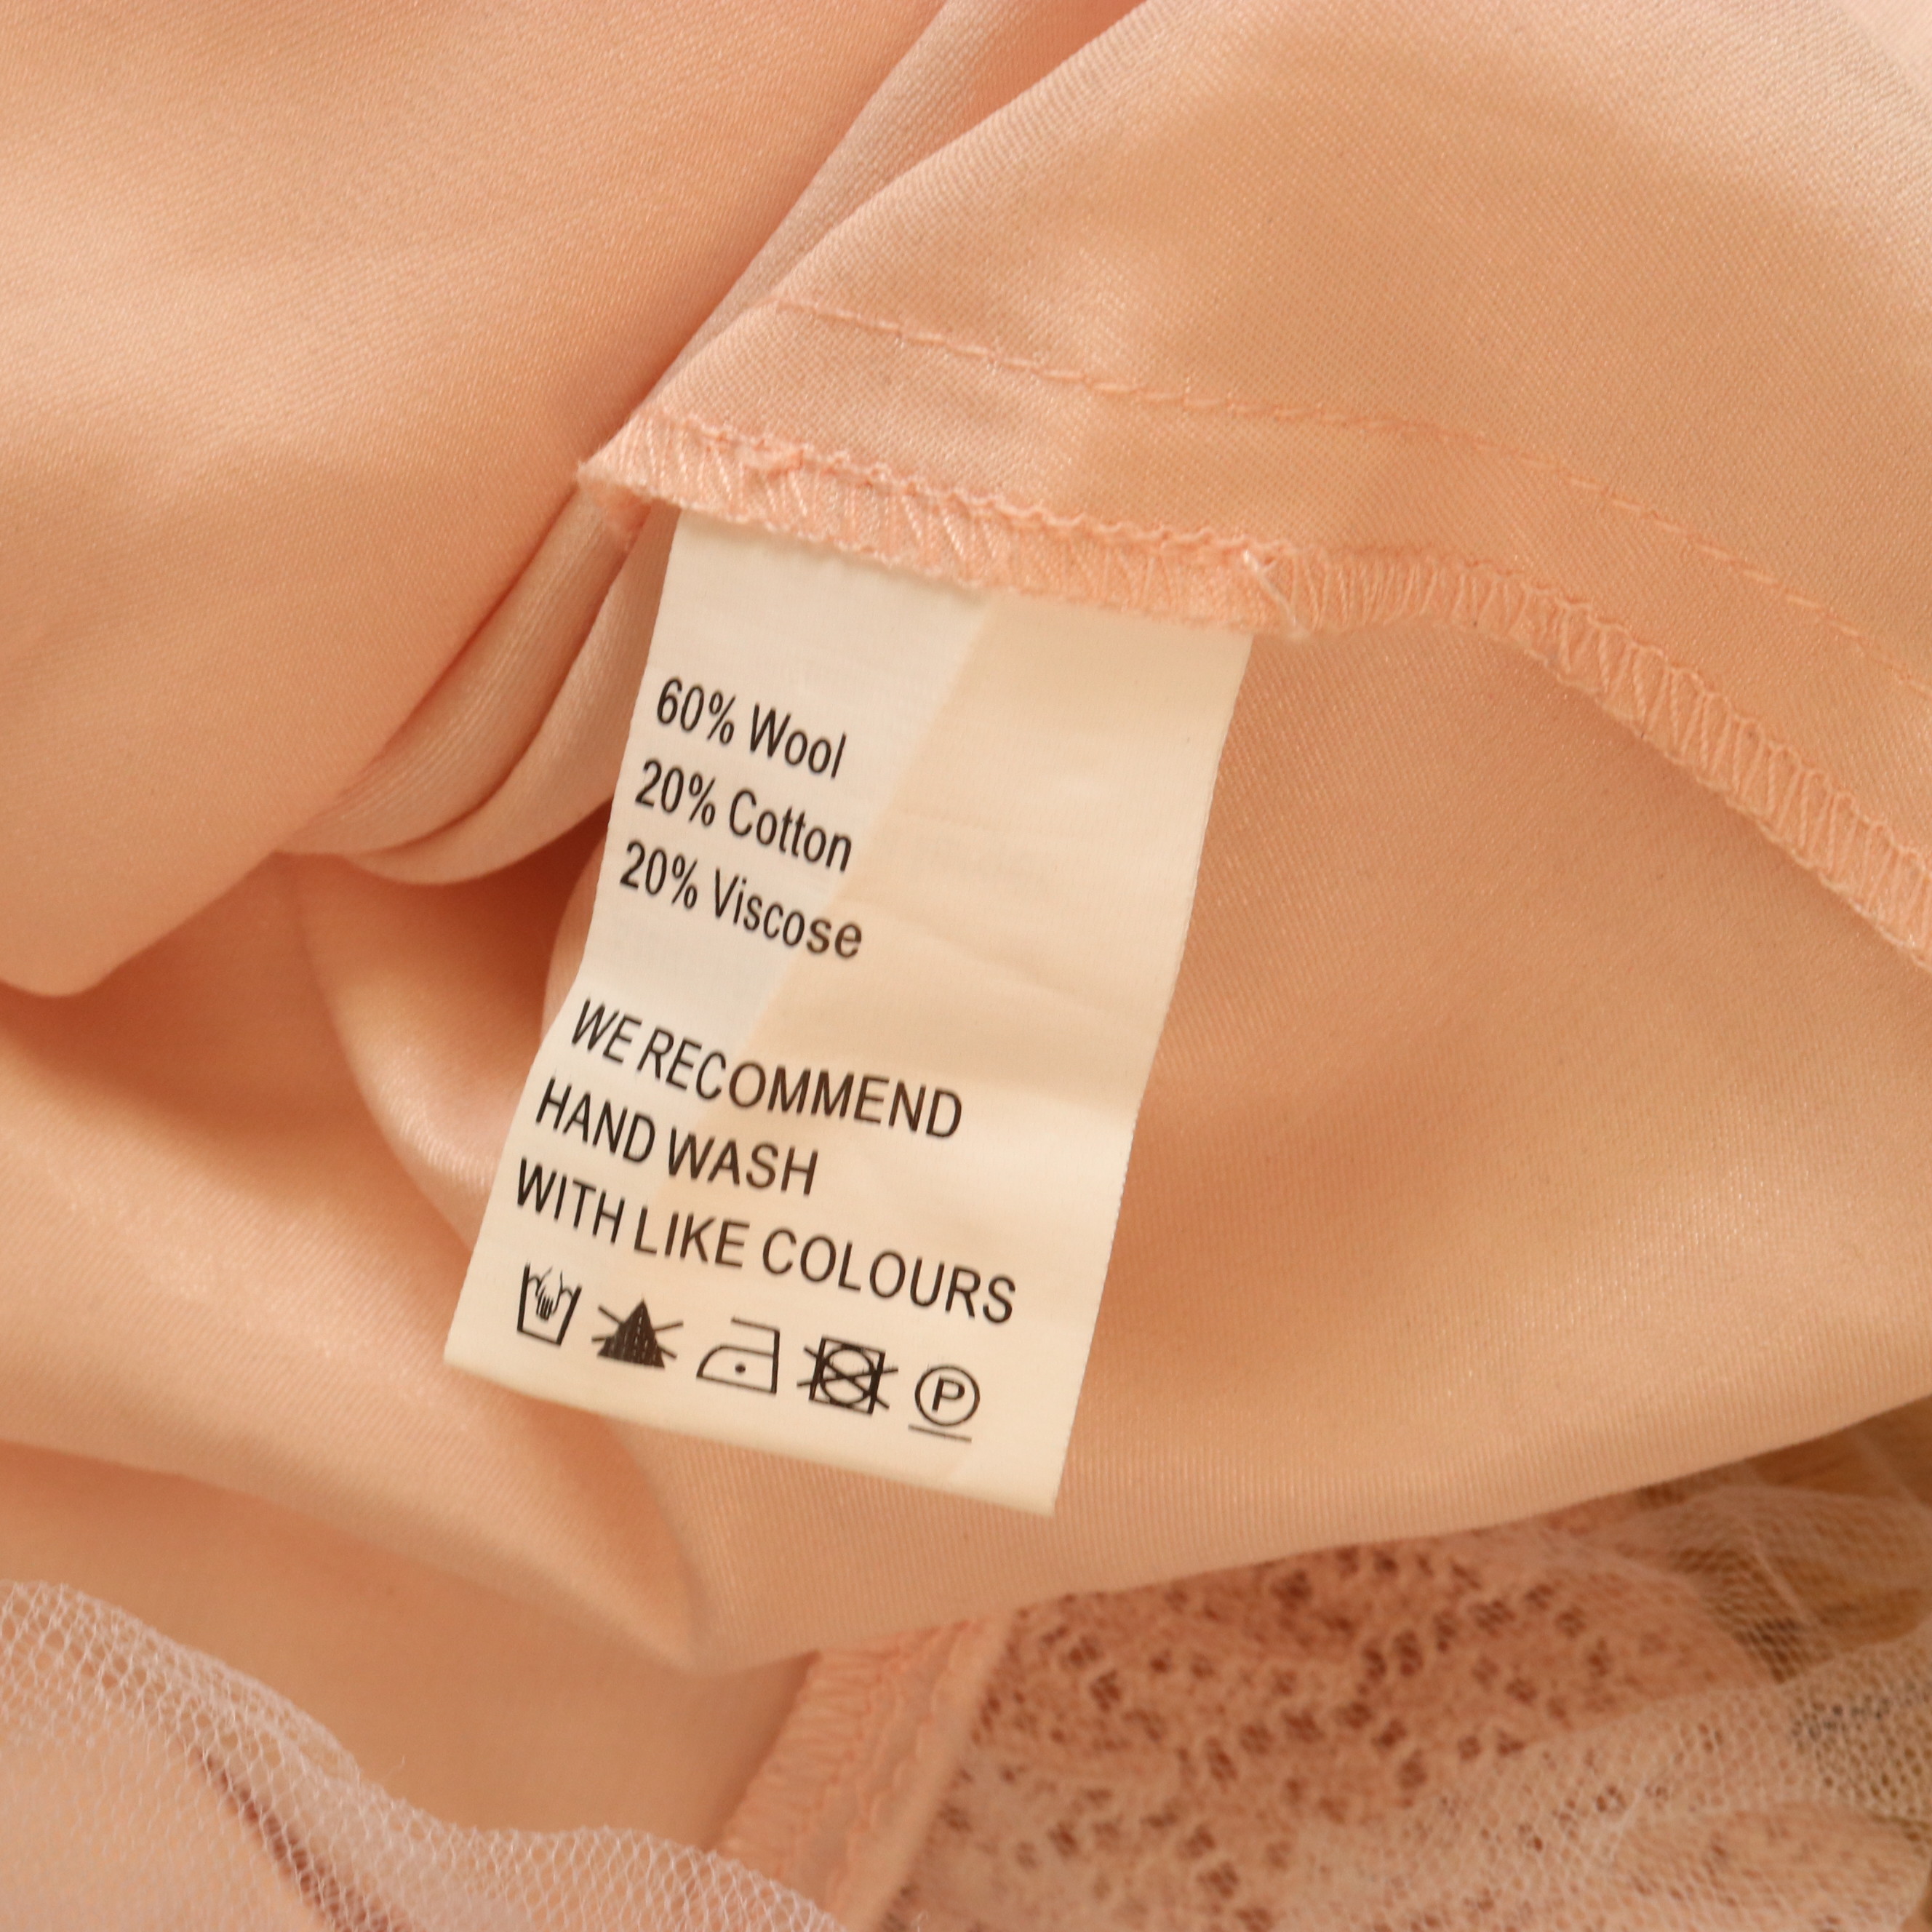 60% Wool
20% Cotton
20% Viscose
WE RECOMMEND
HAND WASH
WITH LIKE COLOURS
P